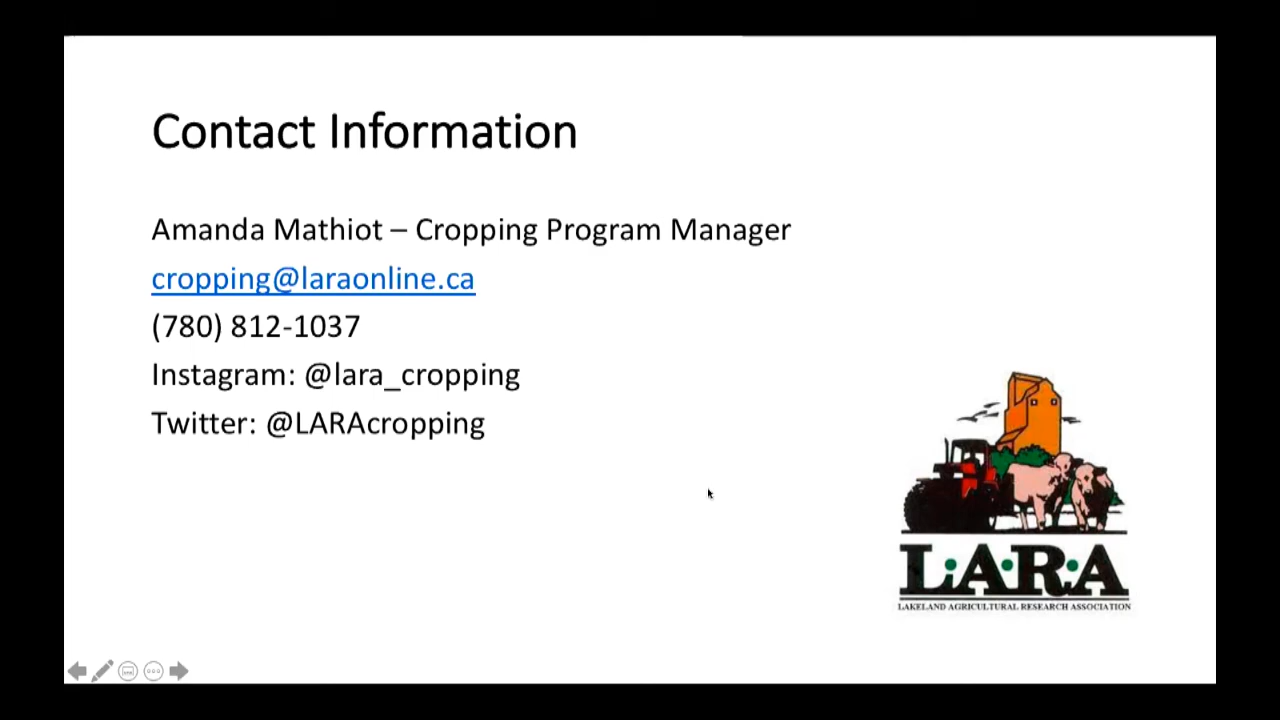 Contact Information
Amanda Mathiot – Cropping Program Manager
cropping@laraonline.ca
(780) 812-1037
Instagram: @lara_cropping
Twitter: @LARAcropping
L·A·R·A
LAKELAND AGRICULTURAL RESEARCH ASSOCIATION